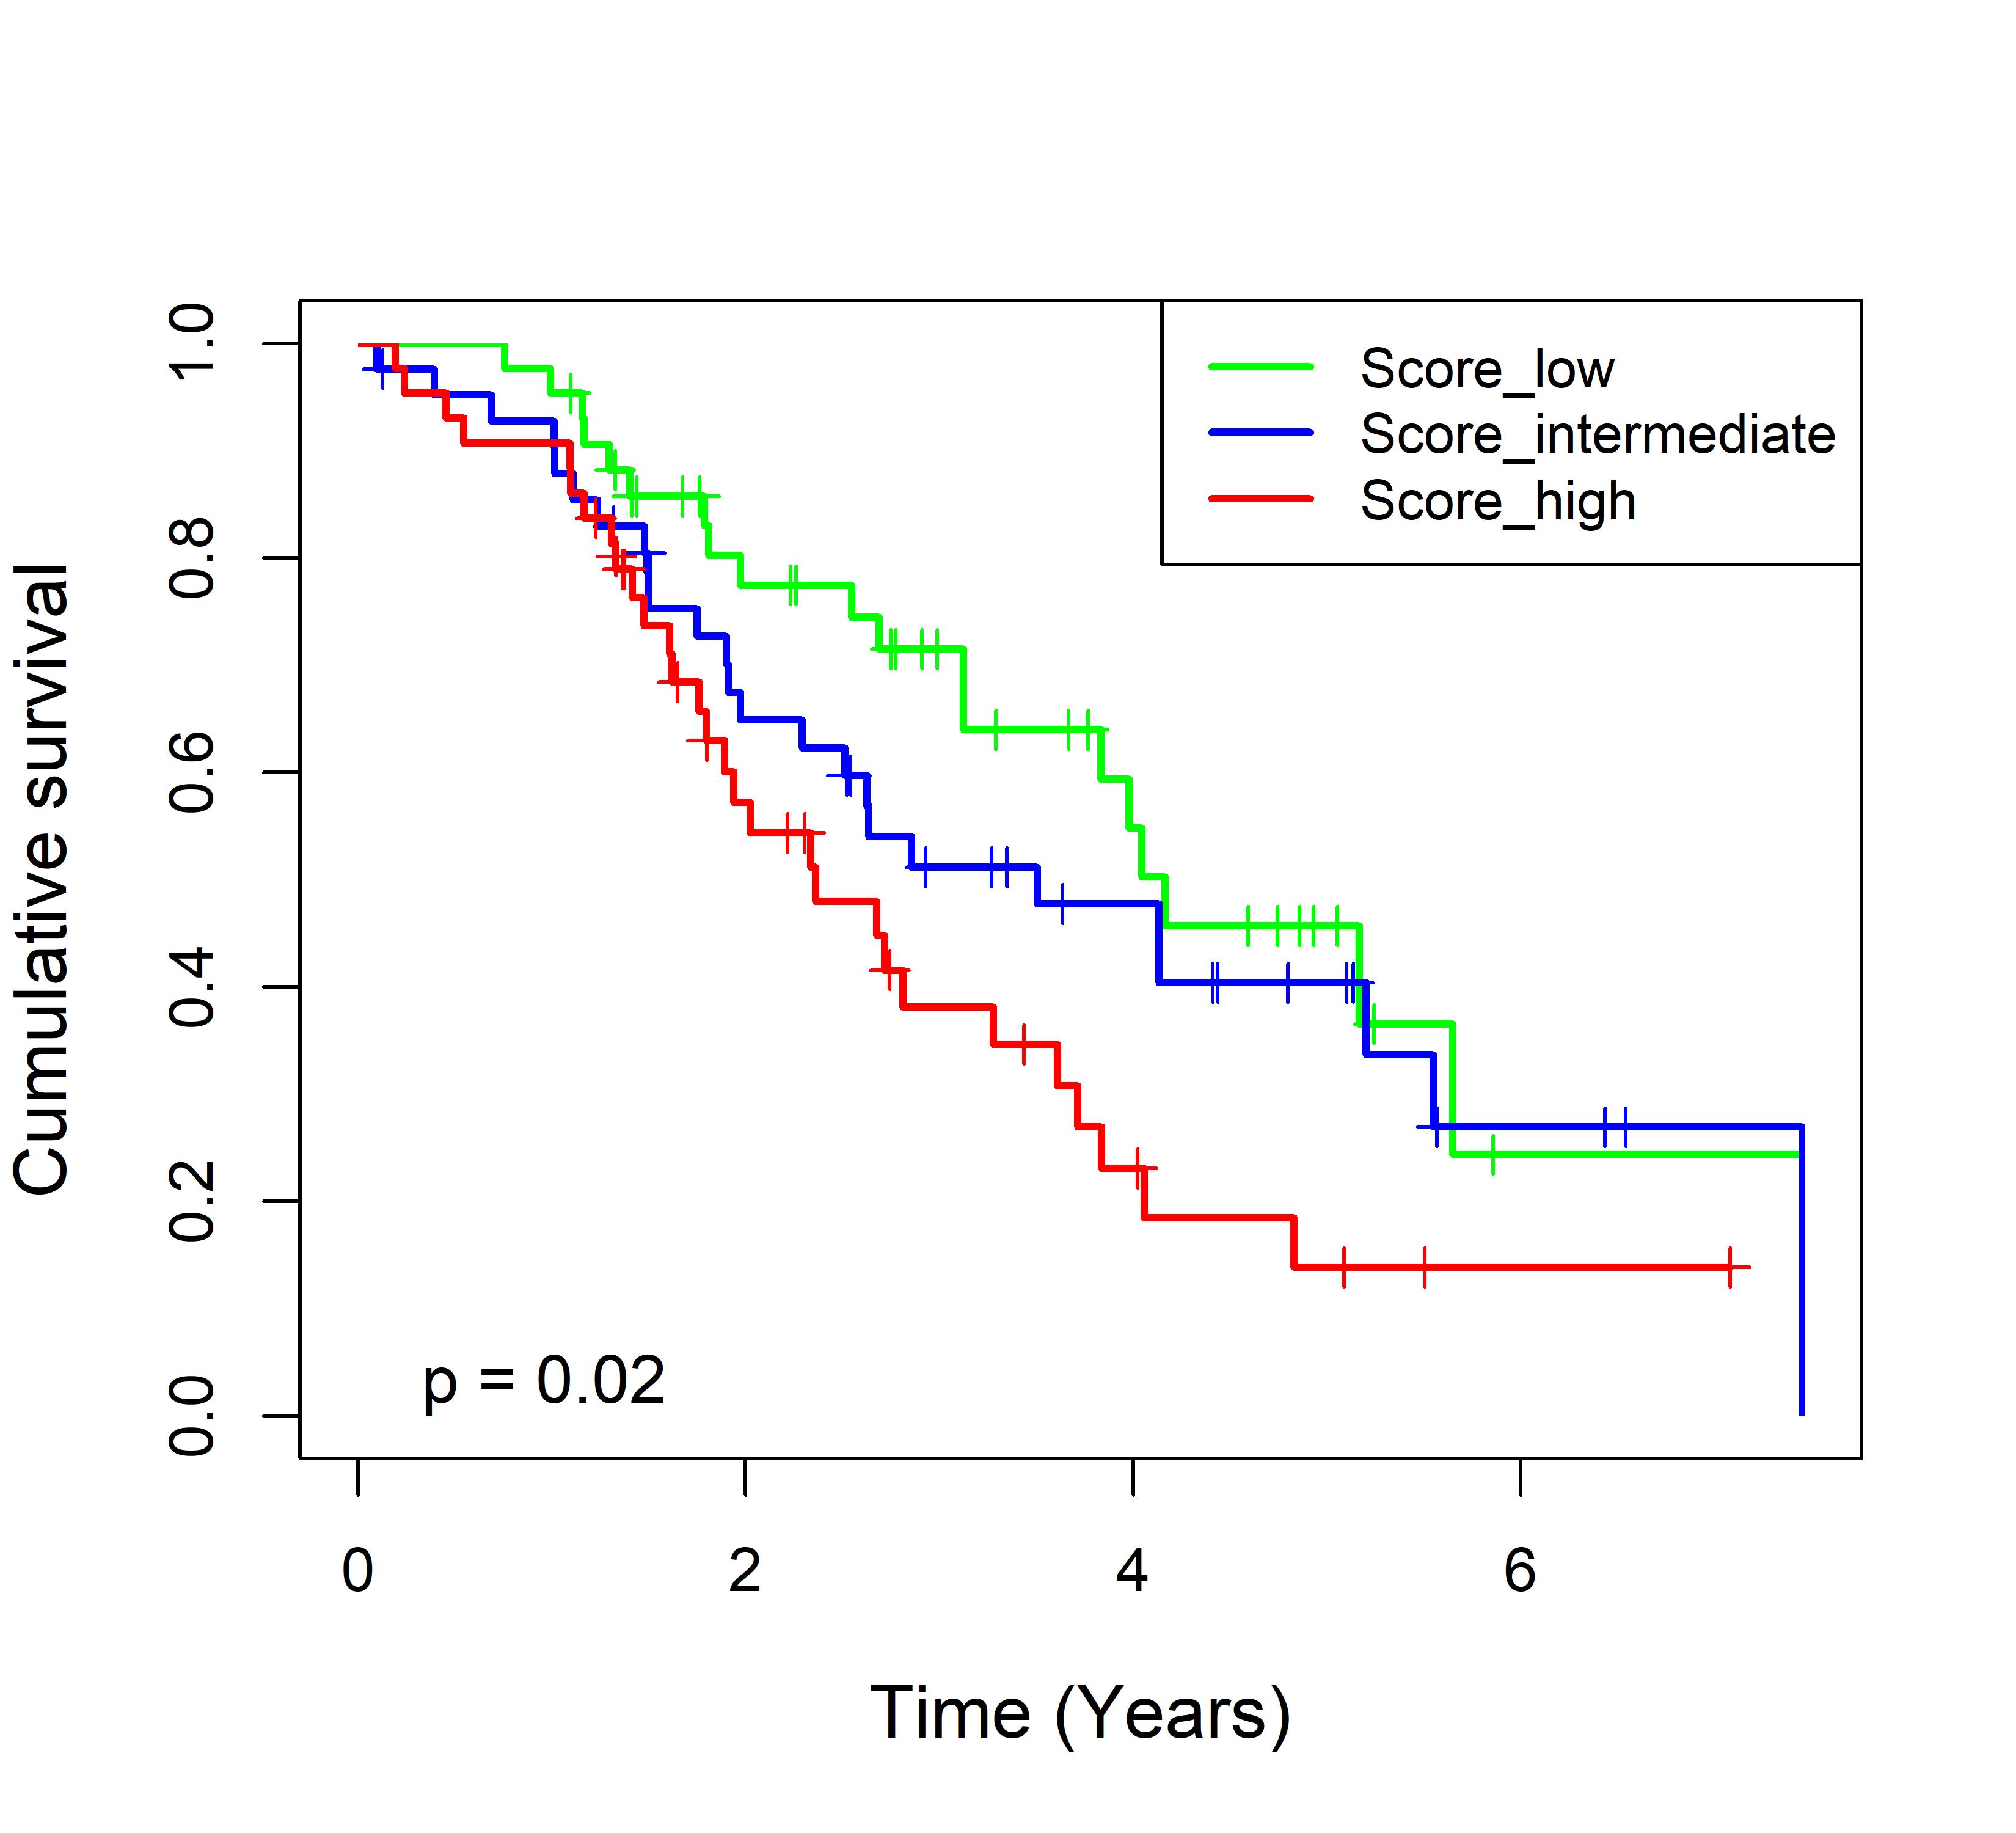 Score_low
Score_intermediate
Score_high
Cumulative survival
1.0
0.8
0.6
0.4
0.2
0.0
p = 0.02
0 2 4 6
Time (Years)